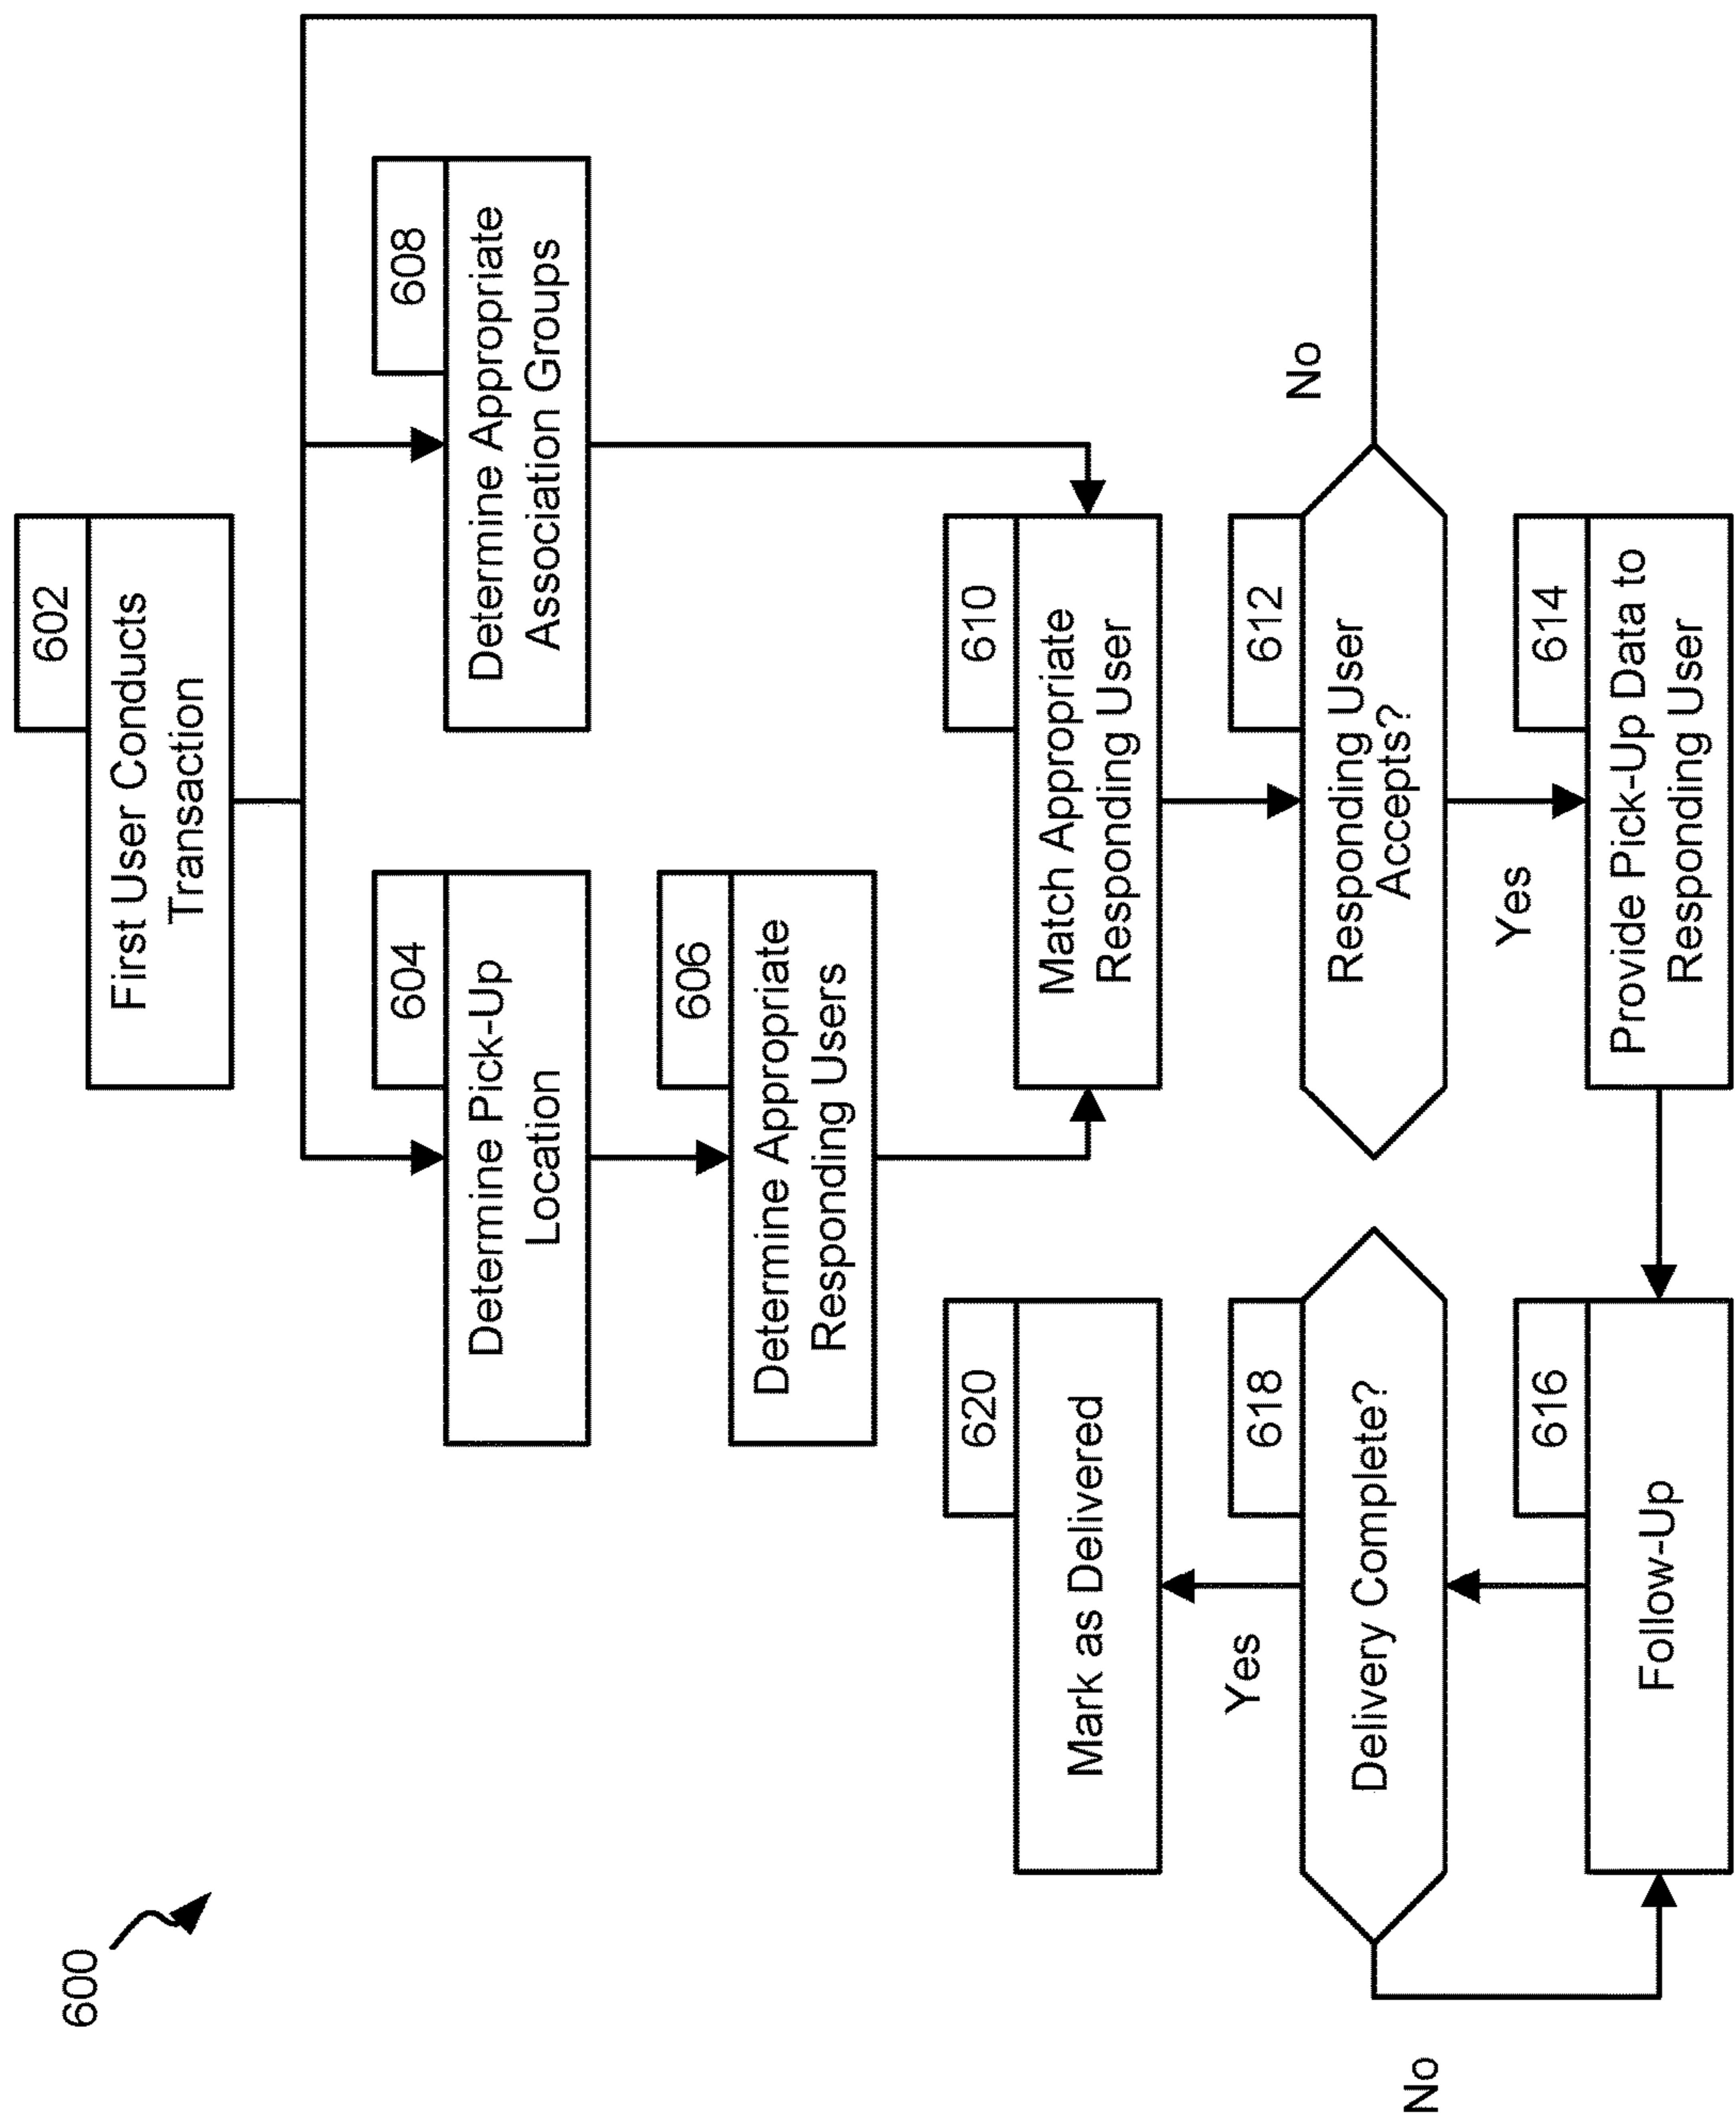 600
602
First User Conducts
Transaction
604
Determine Pick-Up
Location
608
Determine Appropriate
Association Groups
606
Determine Appropriate
Responding Users
610
Match Appropriate
Responding User
612
Responding User
Accepts?
No
Yes
614
Provide Pick-Up Data to
Responding User
616
Follow-Up
618
Delivery Complete?
No
Yes
620
Mark as Delivered